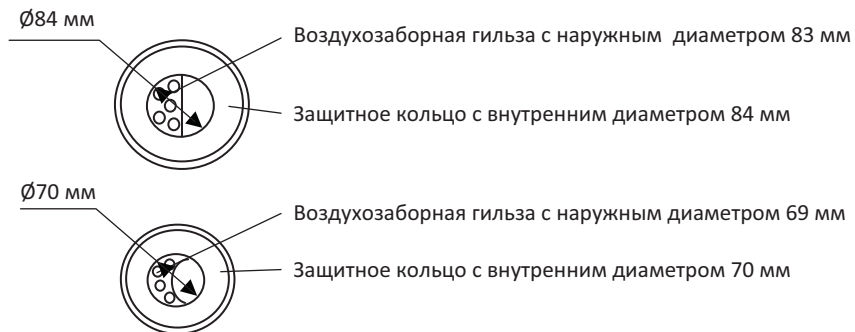 Ø84 мм
Воздухозаборная гильза с наружным диаметром 83 мм
Защитное кольцо с внутренним диаметром 84 мм
Ø70 мм
Воздухозаборная гильза с наружным диаметром 69 мм
Защитное кольцо с внутренним диаметром 70 мм